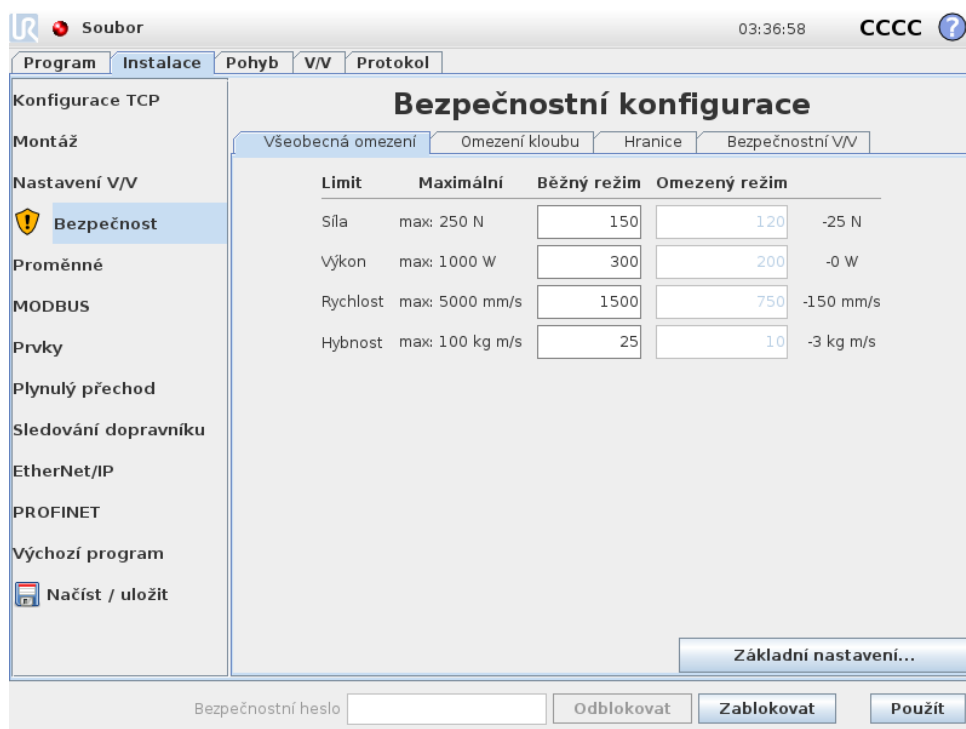 UR Soubor 03:36:58 CCCC ?
Program Instalace Pohyb V/V Protokol
Konfigurace TCP
Montáž
Nastavení V/V
Bezpečnost
Proměnné
MODBUS
Prvky
Plynulý přechod
Sledování dopravníku
EtherNet/IP
PROFINET
Výchozí program
Načíst / uložit
Bezpečnostní konfigurace
Všeobecná omezení Omezení kloubu Hranice Bezpečnostní V/V
Limit Maximální Běžný režim Omezený režim
Síla max: 250 N 150 120 -25 N
Výkon max: 1000 W 300 200 -0 W
Rychlost max: 5000 mm/s 1500 750 -150 mm/s
Hybnost max: 100 kg m/s 25 10 -3 kg m/s
Základní nastavení...
Bezpečnostní heslo Odblokovat Zablokovat Použít